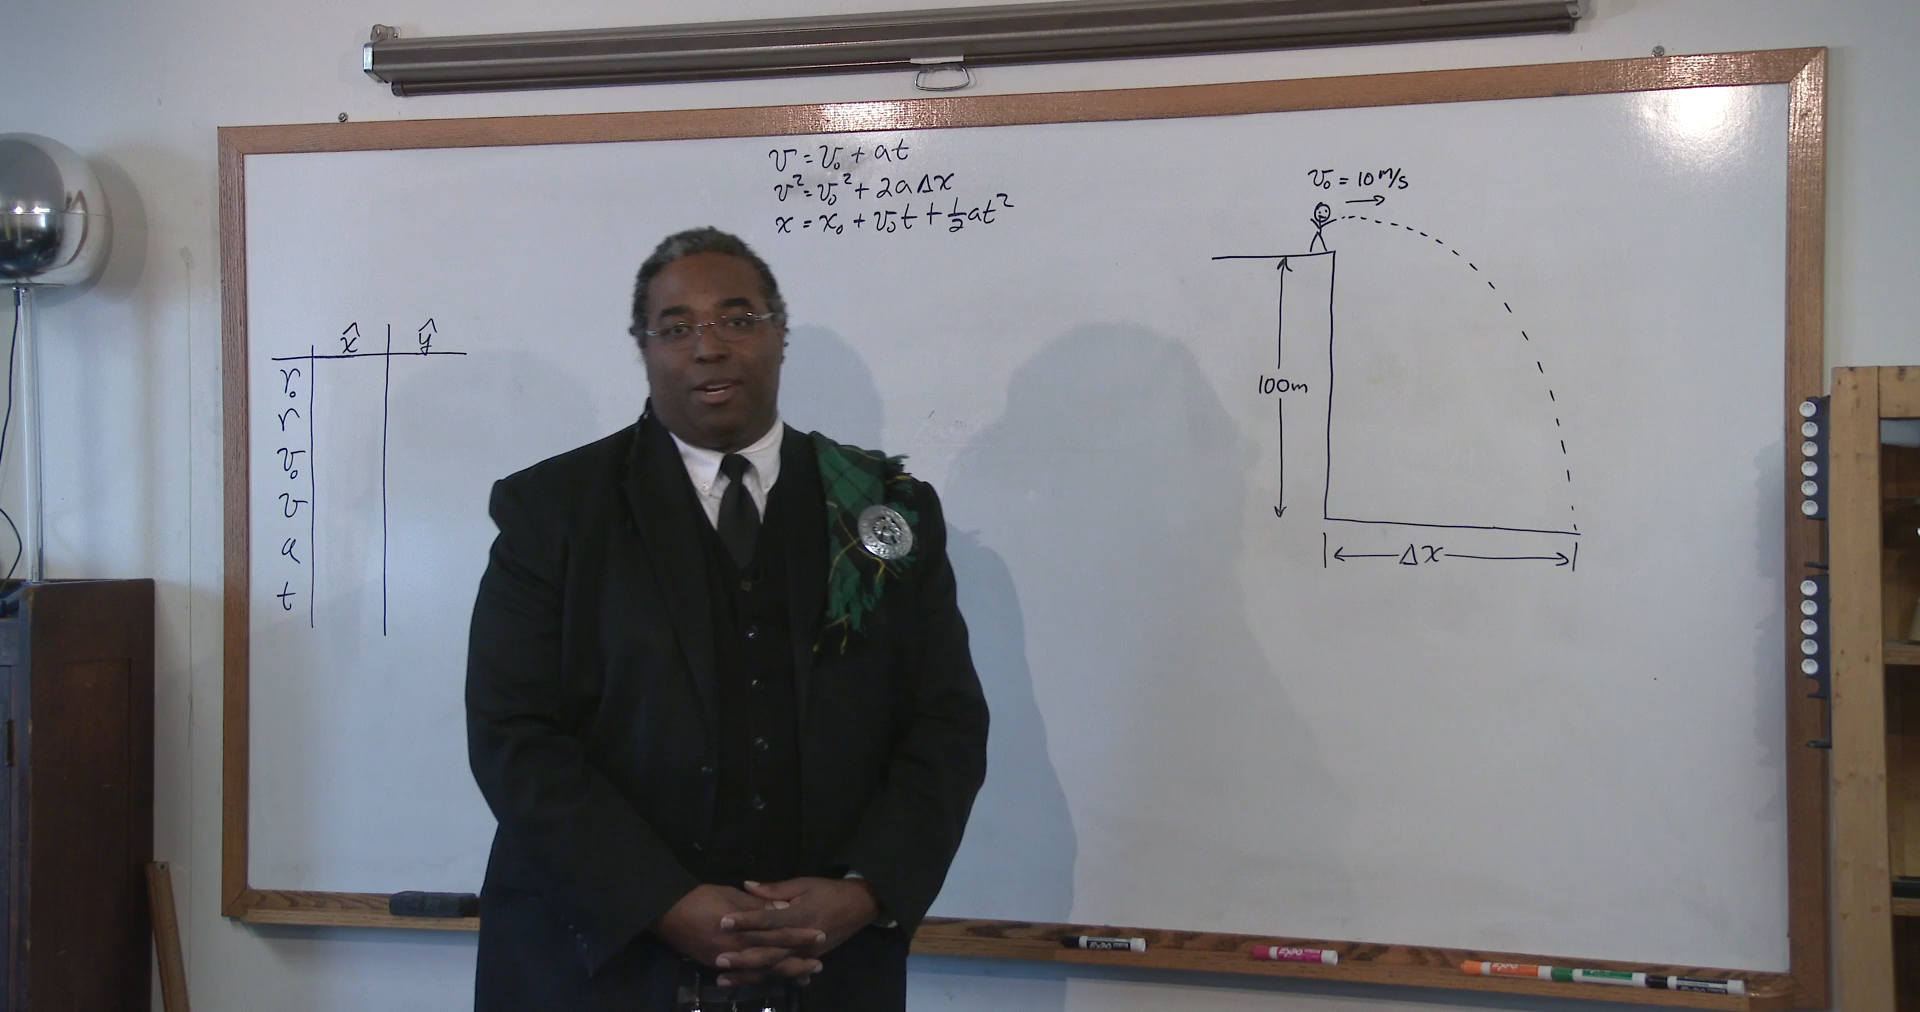 v = v₀ + at
v² = v₀² + 2aΔx
x = x₀ + v₀t + ½at²
v₀ = 10 m/s
100m
Δx
x̂ ŷ
r₀
r
v₀
v
a
t